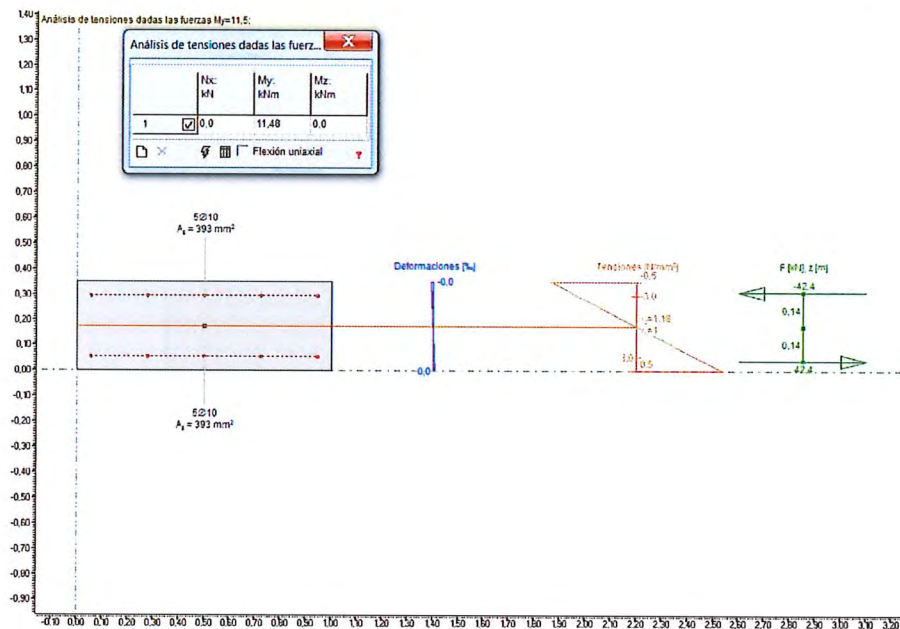 Análisis de tensiones dadas las fuerzas My=11,5;
Análisis de tensiones dadas las fuerz...
Nx: kN
My: kNm
Mz: kNm
1 0,0 11,48 0,0
Flexión uniaxial
?
5∅10
Aₛ = 393 mm²
5∅10
Aₛ = 393 mm²
Deformaciones [‰]
-0.0
0.0
Tensiones [N/mm²]
-0.5
-3.0
3.0
0.5
F [kN], z [m]
-42.4
0,14
0,14
42.4
1,40
1,30
1,20
1,10
1,00
0,90
0,80
0,70
0,60
0,50
0,40
0,30
0,20
0,10
0,00
-0,10
-0,20
-0,30
-0,40
-0,50
-0,60
-0,70
-0,80
-0,90
-0,10 0,00 0,10 0,20 0,30 0,40 0,50 0,60 0,70 0,80 0,90 1,00 1,10 1,20 1,30 1,40 1,50 1,60 1,70 1,80 1,90 2,00 2,10 2,20 2,30 2,40 2,50 2,60 2,70 2,80 2,90 3,00 3,10 3,20